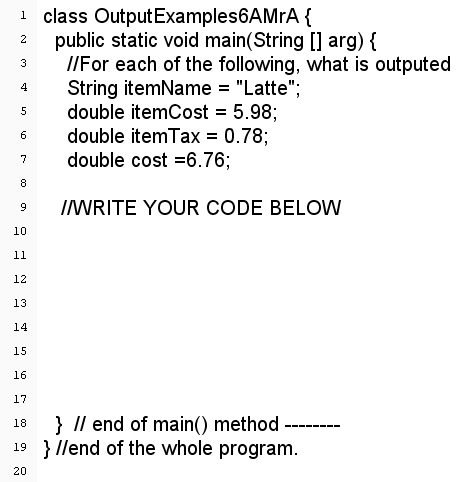 1 class OutputExamples6AMrA {
2 public static void main(String [] arg) {
3 //For each of the following, what is outputed
4 String itemName = "Latte";
5 double itemCost = 5.98;
6 double itemTax = 0.78;
7 double cost =6.76;
8
9 //WRITE YOUR CODE BELOW
10
11
12
13
14
15
16
17
18 } // end of main() method --------
19 } //end of the whole program.
20